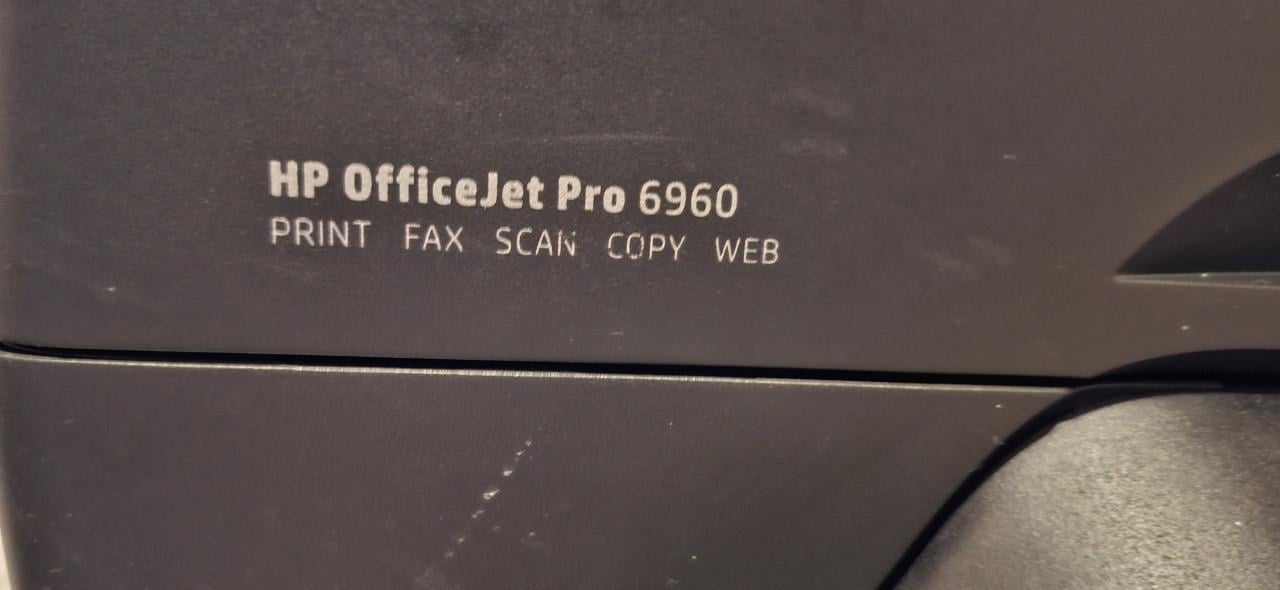 HP OfficeJet Pro 6960
PRINT FAX SCAN COPY WEB